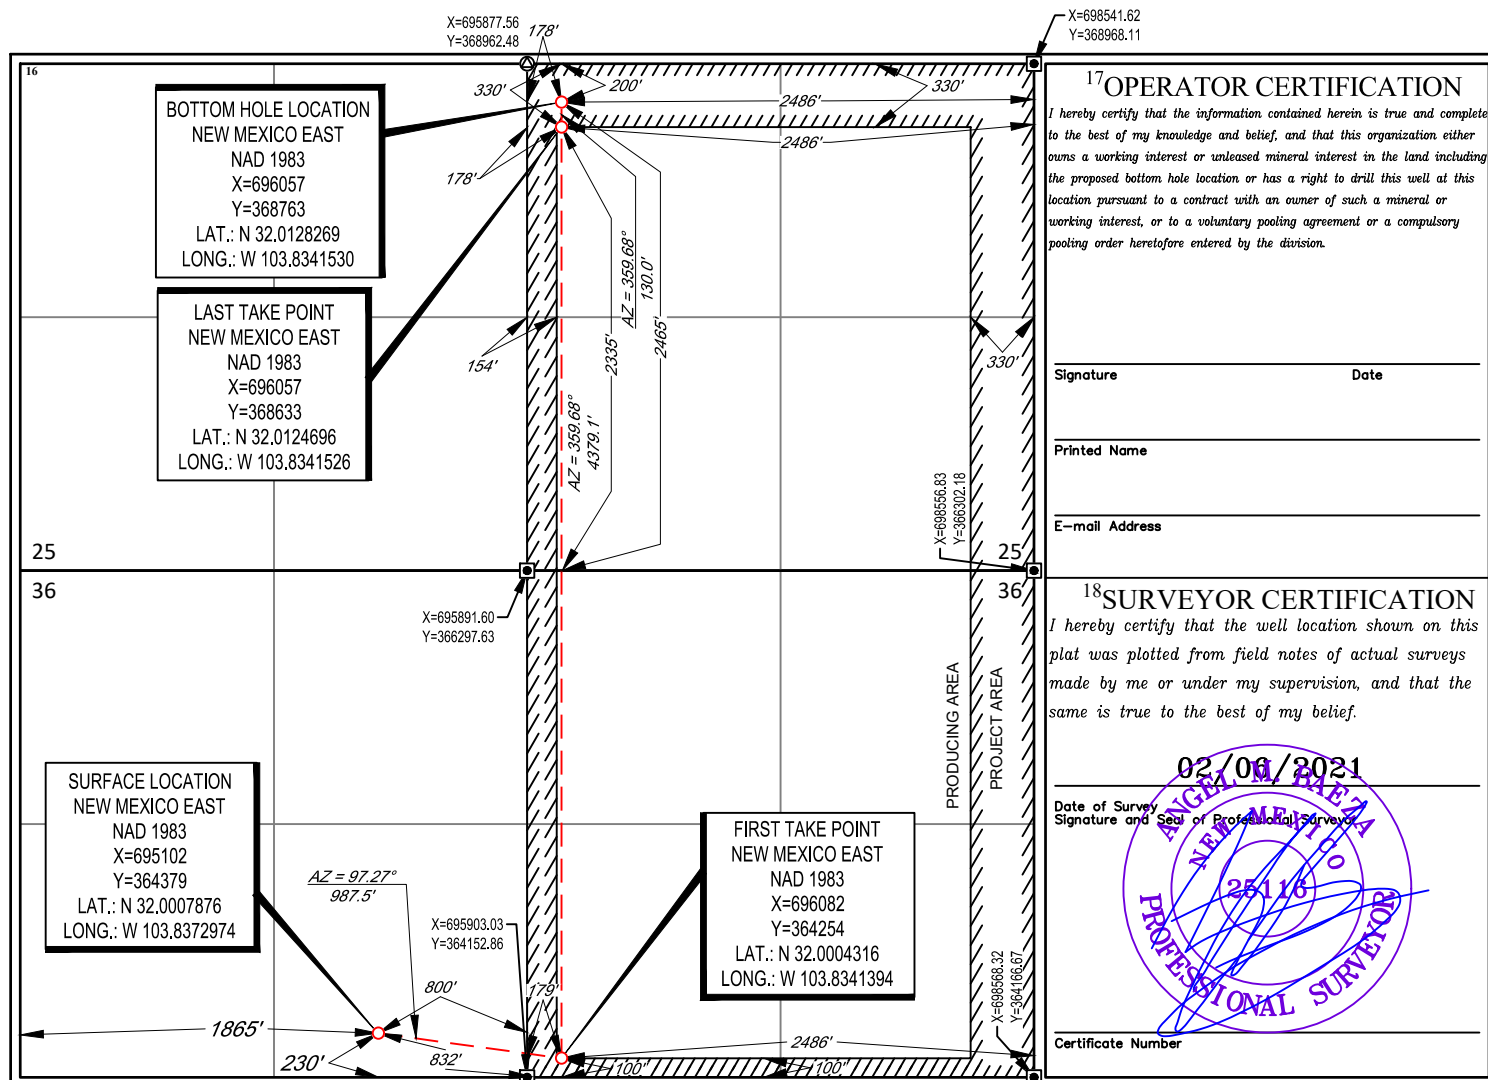 X=695877.56
Y=368962.48
178'
X=698541.62
Y=368968.11
16
330'
200'
2486'
330'
2486'
178'
BOTTOM HOLE LOCATION
NEW MEXICO EAST
NAD 1983
X=696057
Y=368763
LAT.: N 32.0128269
LONG.: W 103.8341530
LAST TAKE POINT
NEW MEXICO EAST
NAD 1983
X=696057
Y=368633
LAT.: N 32.0124696
LONG.: W 103.8341526
AZ = 359.68°
130.0'
2335'
2465'
154'
330'
AZ = 359.68°
4379.1'
X=698556.83
Y=366302.18
25
25
36
36
X=695891.60
Y=366297.63
PRODUCING AREA
PROJECT AREA
SURFACE LOCATION
NEW MEXICO EAST
NAD 1983
X=695102
Y=364379
LAT.: N 32.0007876
LONG.: W 103.8372974
FIRST TAKE POINT
NEW MEXICO EAST
NAD 1983
X=696082
Y=364254
LAT.: N 32.0004316
LONG.: W 103.8341394
AZ = 97.27°
987.5'
X=695903.03
Y=364152.86
X=698568.32
Y=364166.67
800'
179'
1865'
832'
230'
100'
2486'
100'
17 OPERATOR CERTIFICATION
I hereby certify that the information contained herein is true and complete
to the best of my knowledge and belief, and that this organization either
owns a working interest or unleased mineral interest in the land including
the proposed bottom hole location or has a right to drill this well at this
location pursuant to a contract with an owner of such a mineral or
working interest, or to a voluntary pooling agreement or a compulsory
pooling order heretofore entered by the division.
Signature Date
Printed Name
E-mail Address
18 SURVEYOR CERTIFICATION
I hereby certify that the well location shown on this
plat was plotted from field notes of actual surveys
made by me or under my supervision, and that the
same is true to the best of my belief.
Date of Survey
Signature and Seal of Professional Surveyor
ANGEL M. BAEZA
NEW MEXICO
25116
PROFESSIONAL SURVEYOR
Certificate Number